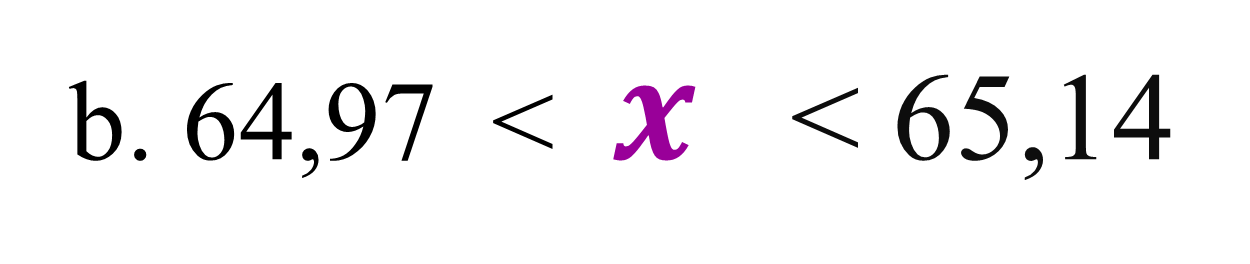 b. 64,97 < x < 65,14